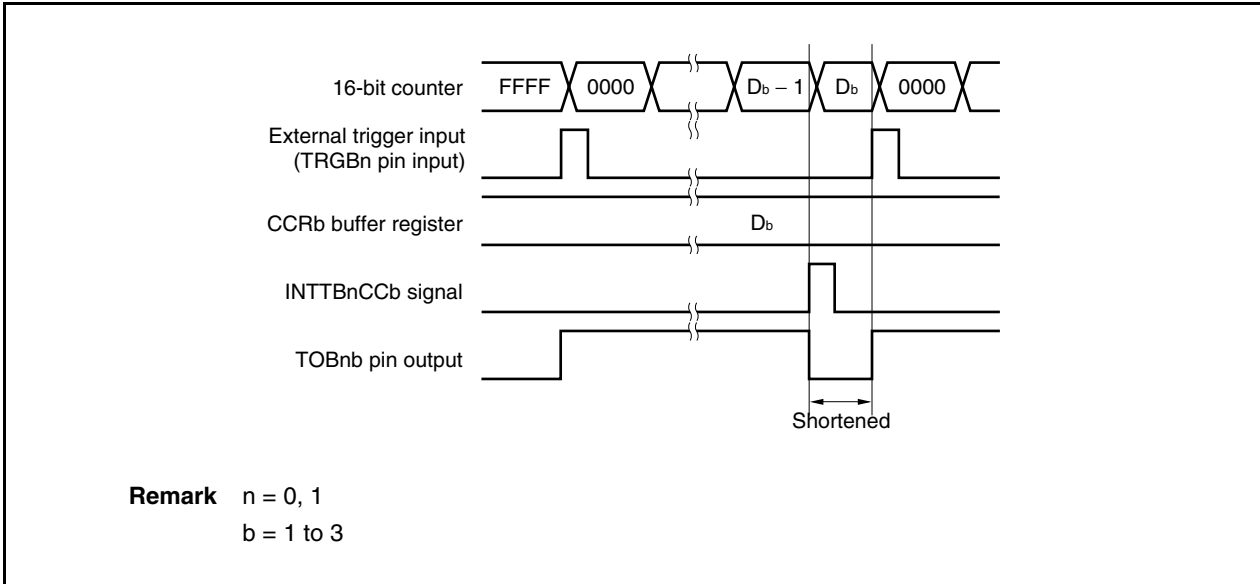 16-bit counter FFFF 0000 Db – 1 Db 0000
External trigger input
(TRGBn pin input)
CCRb buffer register Db
INTTBnCCb signal
TOBnb pin output
Shortened
Remark n = 0, 1
b = 1 to 3